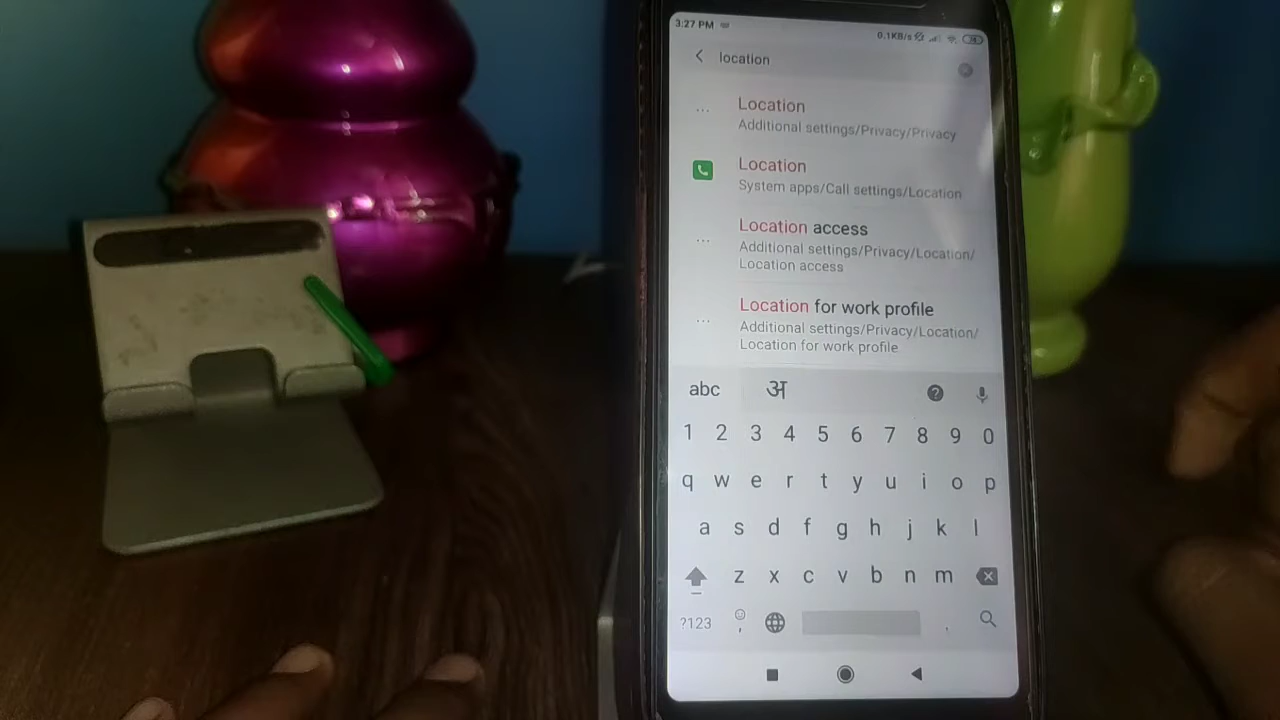 3:27 PM
0.1KB/s
location
Location
Additional settings/Privacy/Privacy
Location
System apps/Call settings/Location
Location access
Additional settings/Privacy/Location/
Location access
Location for work profile
Additional settings/Privacy/Location/
Location for work profile
abc अ
1 2 3 4 5 6 7 8 9 0
q w e r t y u i o p
a s d f g h j k l
z x c v b n m
?123 , .